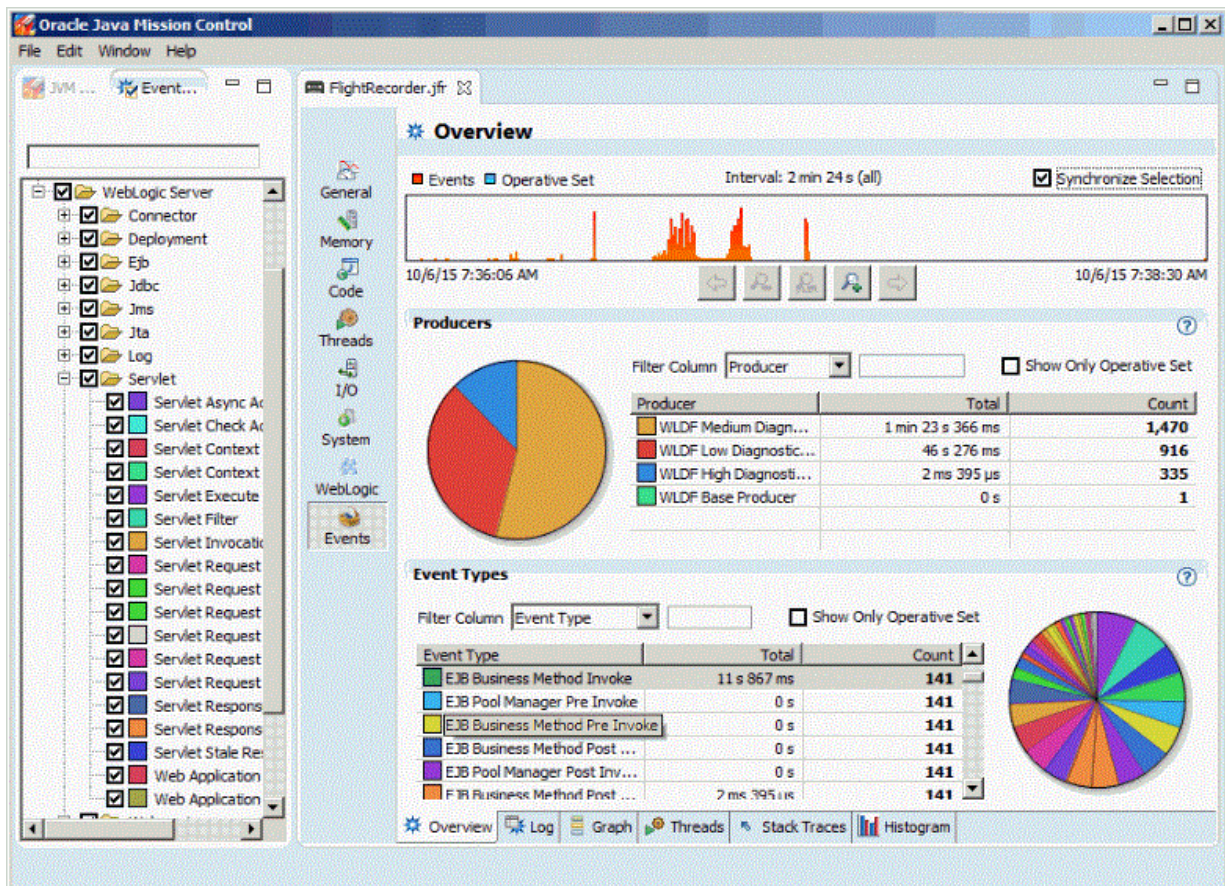 Oracle Java Mission Control
File Edit Window Help
JVM ...
Event...
WebLogic Server
Connector
Deployment
Ejb
Jdbc
Jms
Jta
Log
Servlet
Servlet Async Ac
Servlet Check Ac
Servlet Context
Servlet Context
Servlet Execute
Servlet Filter
Servlet Invocatio
Servlet Request
Servlet Request
Servlet Request
Servlet Request
Servlet Request
Servlet Request
Servlet Respons
Servlet Respons
Servlet Stale Res
Web Application
Web Application
FlightRecorder.jfr
General
Memory
Code
Threads
I/O
System
WebLogic
Events
Overview
Events Operative Set Interval: 2 min 24 s (all) Synchronize Selection
10/6/15 7:36:06 AM 10/6/15 7:38:30 AM
Producers
Filter Column Producer Show Only Operative Set
Producer Total Count
WLDF Medium Diagn... 1 min 23 s 366 ms 1,470
WLDF Low Diagnostic... 46 s 276 ms 916
WLDF High Diagnosti... 2 ms 395 µs 335
WLDF Base Producer 0 s 1
Event Types
Filter Column Event Type Show Only Operative Set
Event Type Total Count
EJB Business Method Invoke 11 s 867 ms 141
EJB Pool Manager Pre Invoke 0 s 141
EJB Business Method Pre Invoke 0 s 141
EJB Business Method Post ... 0 s 141
EJB Pool Manager Post Inv... 0 s 141
EJB Business Method Post ... 2 ms 395 µs 141
Overview Log Graph Threads Stack Traces Histogram